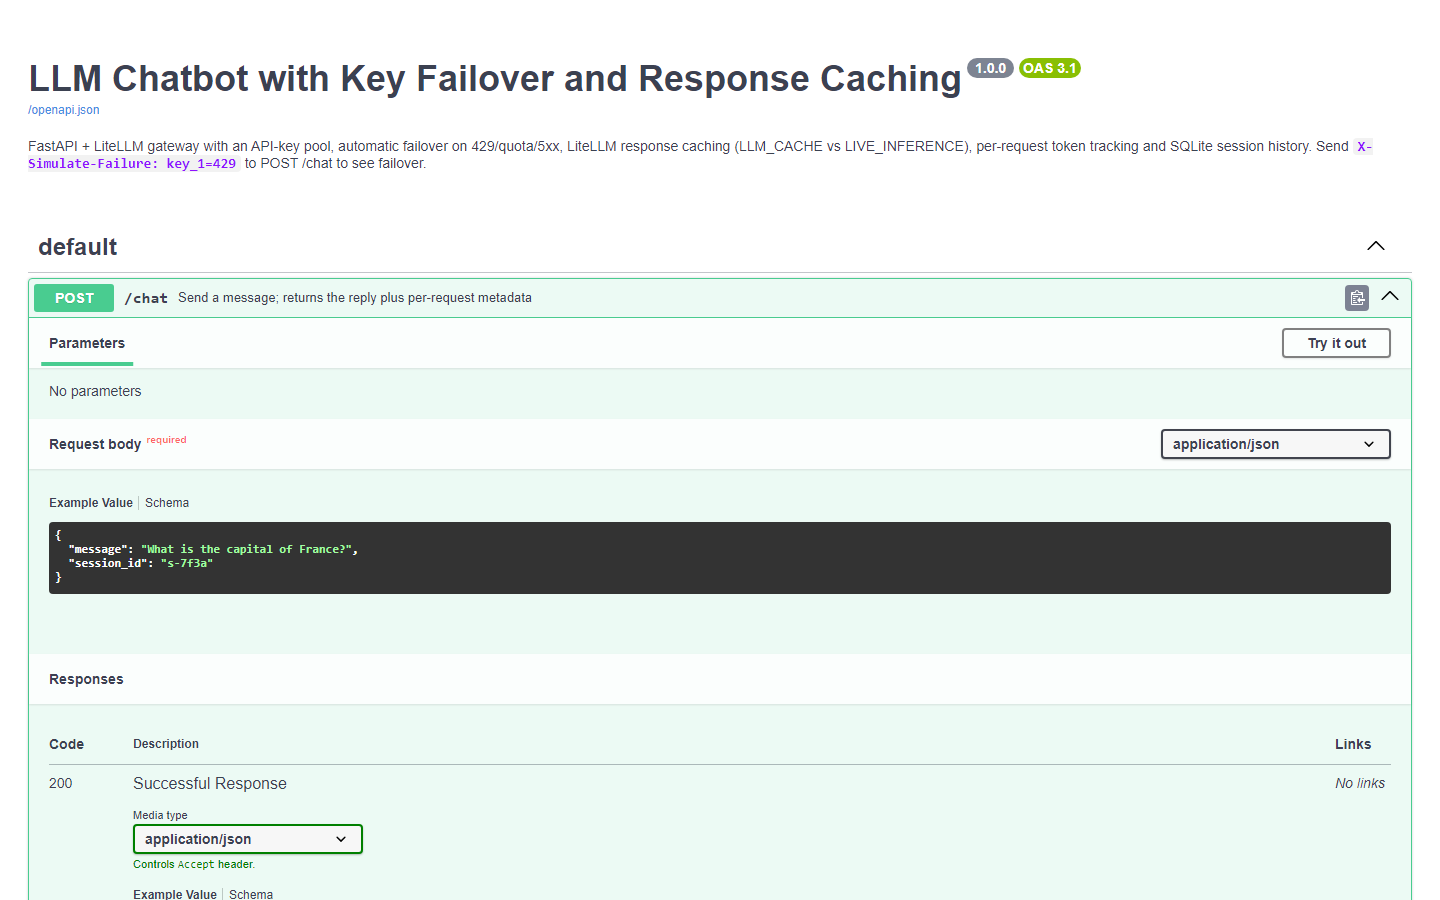 LLM Chatbot with Key Failover and Response Caching 1.0.0 OAS 3.1
/openapi.json
FastAPI + LiteLLM gateway with an API-key pool, automatic failover on 429/quota/5xx, LiteLLM response caching (LLM_CACHE vs LIVE_INFERENCE), per-request token tracking and SQLite session history. Send X-
Simulate-Failure: key_1=429 to POST /chat to see failover.
default
POST /chat Send a message; returns the reply plus per-request metadata
Parameters Try it out
No parameters
Request body required application/json
Example Value Schema
{
"message": "What is the capital of France?",
"session_id": "s-7f3a"
}
Responses
Code Description Links
200 Successful Response No links
Media type
application/json
Controls Accept header.
Example Value Schema